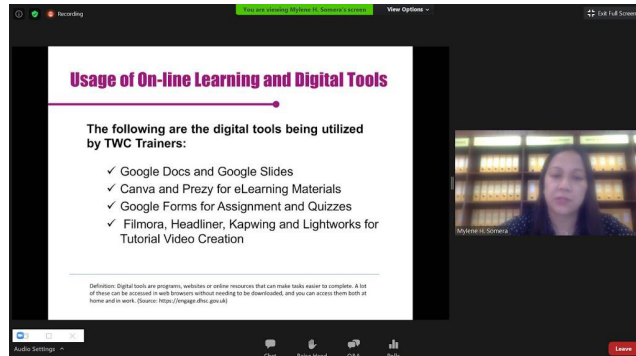 Recording
You are viewing Mylene H. Somera's screen
View Options
Exit Full Screen
Usage of On-line Learning and Digital Tools
The following are the digital tools being utilized
by TWC Trainers:
✓ Google Docs and Google Slides
✓ Canva and Prezy for eLearning Materials
✓ Google Forms for Assignment and Quizzes
✓ Filmora, Headliner, Kapwing and Lightworks for
Tutorial Video Creation
Definition: Digital tools are programs, websites or online resources that can make tasks easier to complete. A lot
of these can be accessed in web browsers without needing to be downloaded, and you can access them both at
home and in work. (Source: https://engage.dhsc.gov.uk)
Mylene H. Somera
Audio Settings
Chat
Raise Hand
Q&A
Polls
Leave